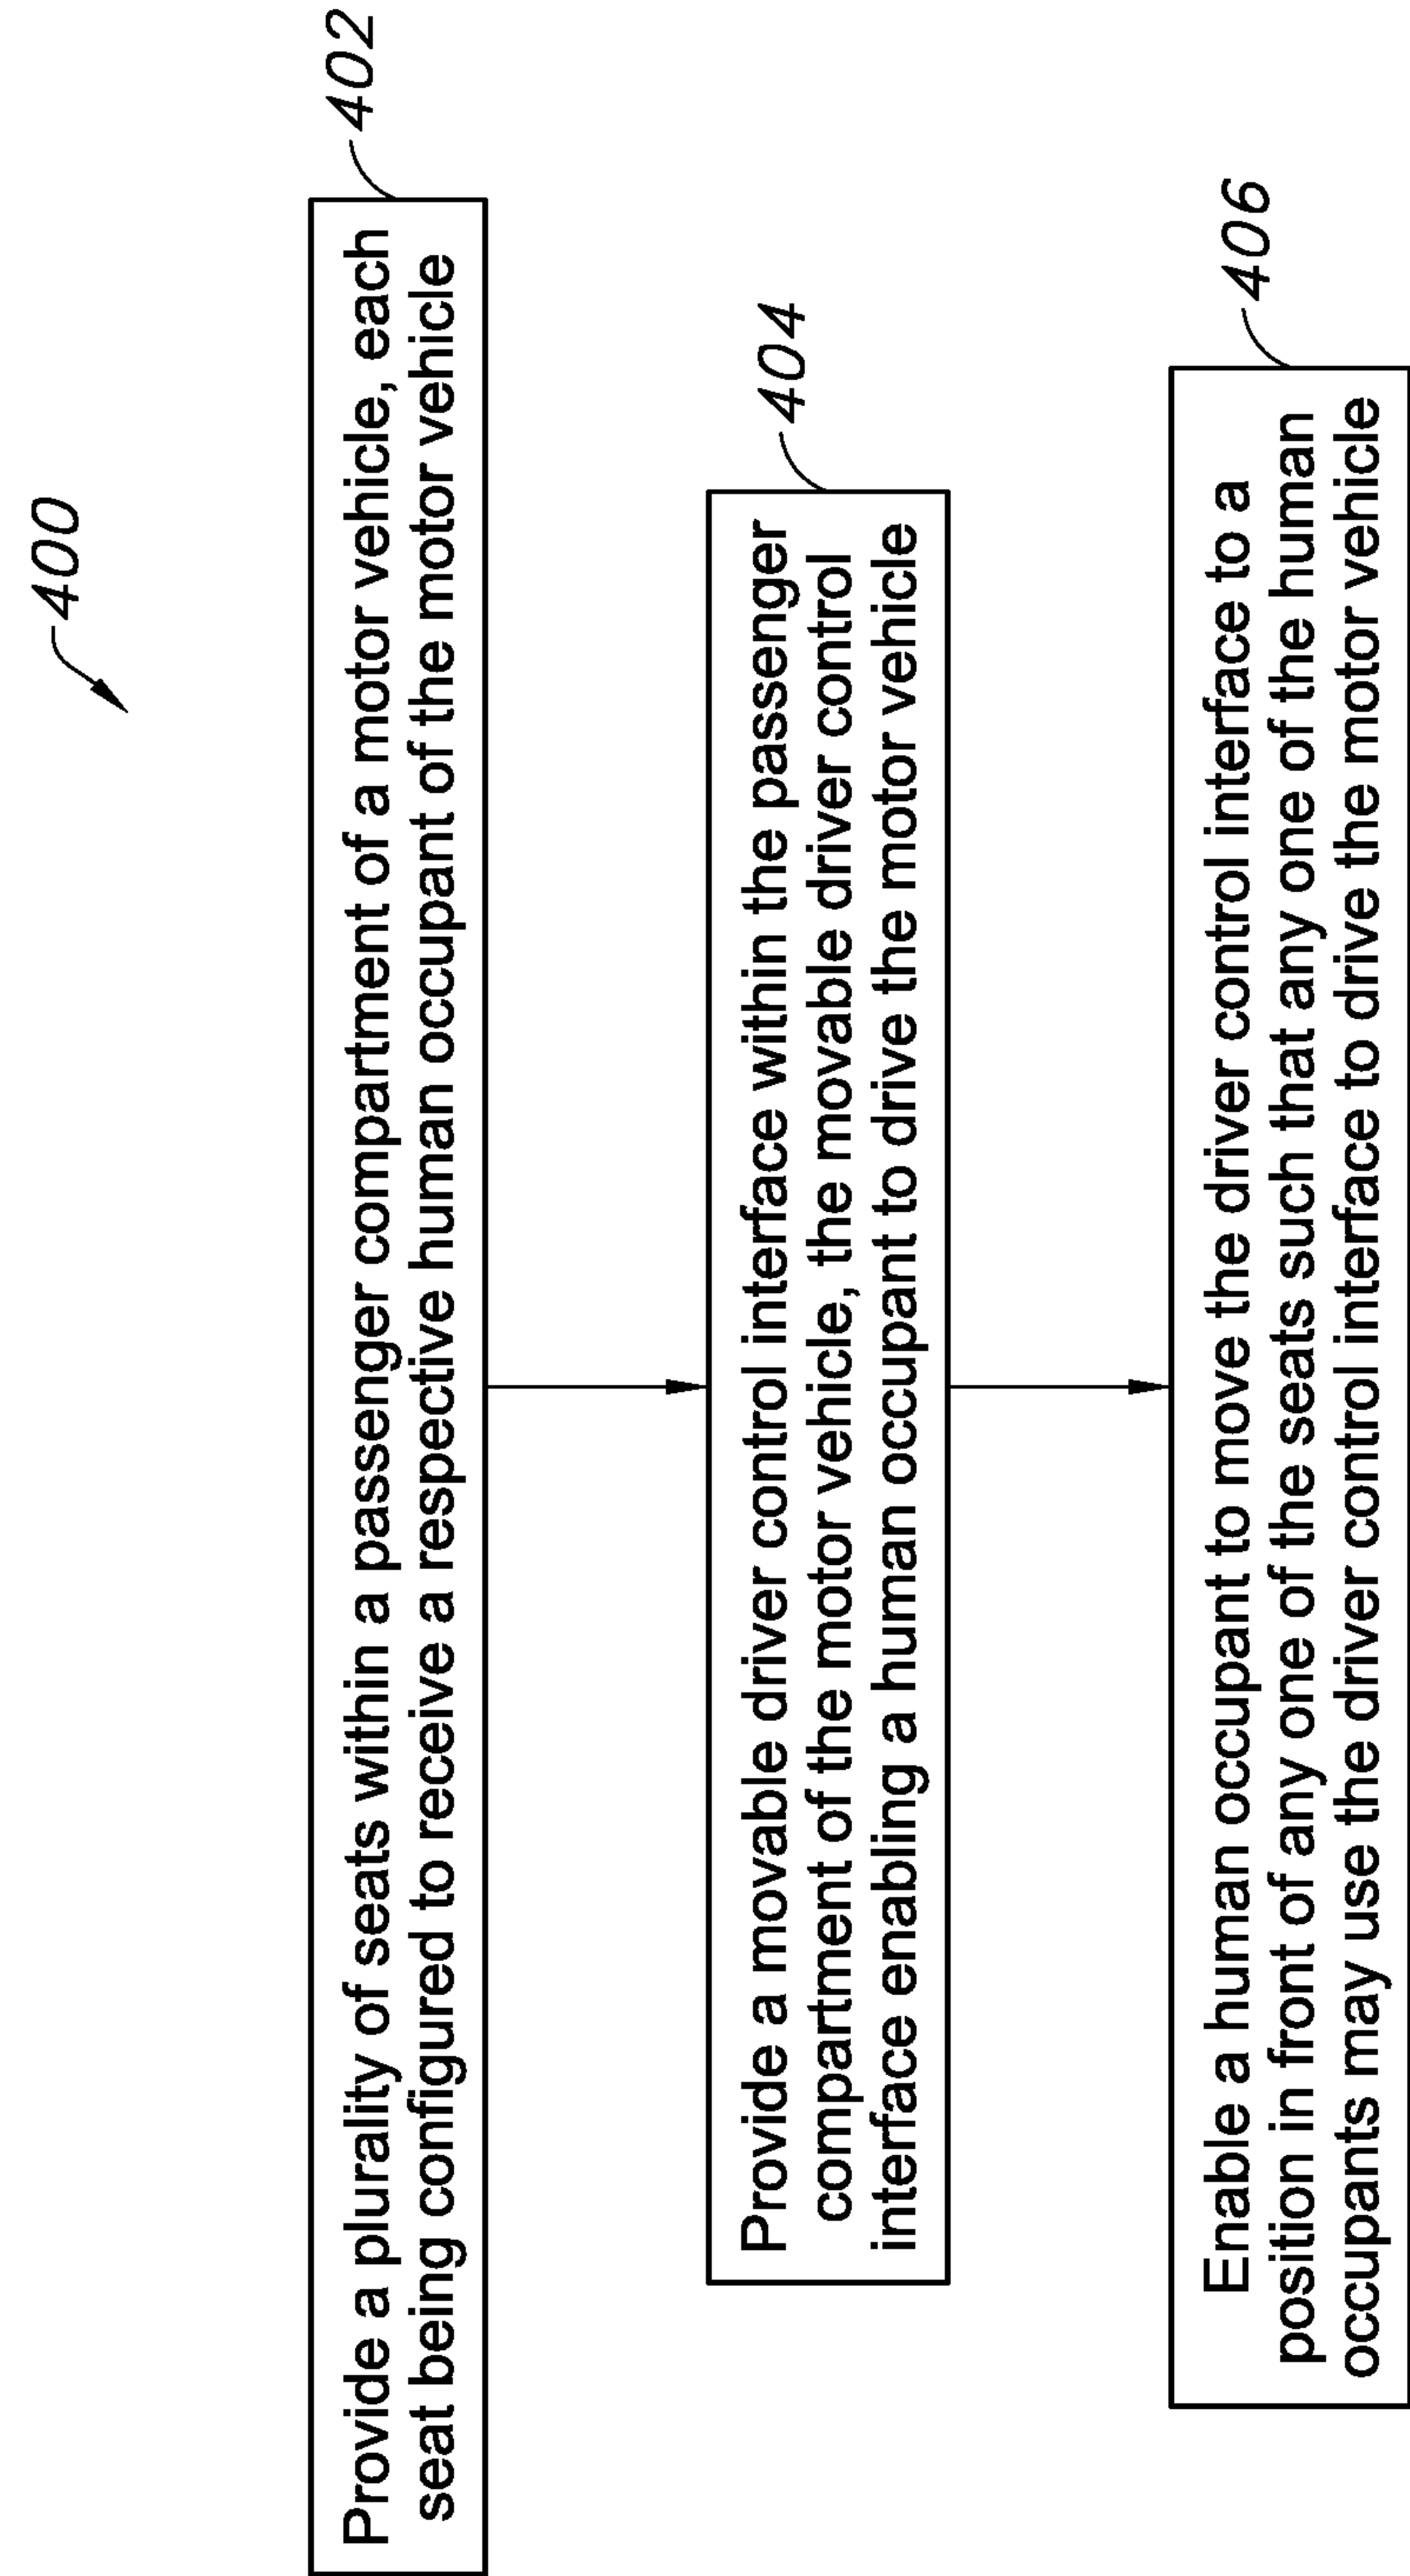 400
402
Provide a plurality of seats within a passenger compartment of a motor vehicle, each
seat being configured to receive a respective human occupant of the motor vehicle
404
Provide a movable driver control interface within the passenger
compartment of the motor vehicle, the movable driver control
interface enabling a human occupant to drive the motor vehicle
406
Enable a human occupant to move the driver control interface to a
position in front of any one of the seats such that any one of the human
occupants may use the driver control interface to drive the motor vehicle